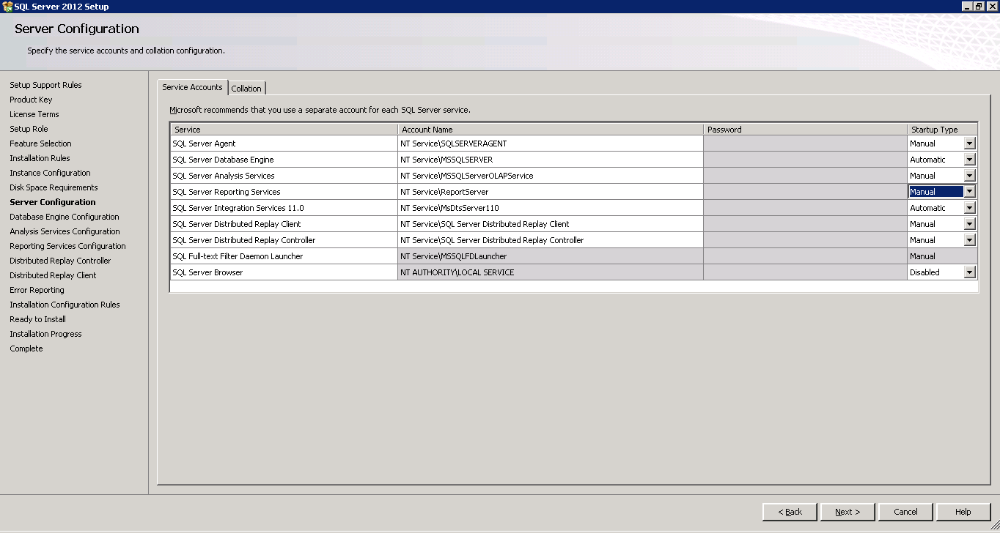 SQL Server 2012 Setup
Server Configuration
Specify the service accounts and collation configuration.
Setup Support Rules
Product Key
License Terms
Setup Role
Feature Selection
Installation Rules
Instance Configuration
Disk Space Requirements
Server Configuration
Database Engine Configuration
Analysis Services Configuration
Reporting Services Configuration
Distributed Replay Controller
Distributed Replay Client
Error Reporting
Installation Configuration Rules
Ready to Install
Installation Progress
Complete
Service Accounts Collation
Microsoft recommends that you use a separate account for each SQL Server service.
Service Account Name Password Startup Type
SQL Server Agent NT Service\SQLSERVERAGENT Manual
SQL Server Database Engine NT Service\MSSQLSERVER Automatic
SQL Server Analysis Services NT Service\MSSQLServerOLAPService Manual
SQL Server Reporting Services NT Service\ReportServer Manual
SQL Server Integration Services 11.0 NT Service\MsDtsServer110 Automatic
SQL Server Distributed Replay Client NT Service\SQL Server Distributed Replay Client Manual
SQL Server Distributed Replay Controller NT Service\SQL Server Distributed Replay Controller Manual
SQL Full-text Filter Daemon Launcher NT Service\MSSQLFDLauncher Manual
SQL Server Browser NT AUTHORITY\LOCAL SERVICE Disabled
< Back Next > Cancel Help